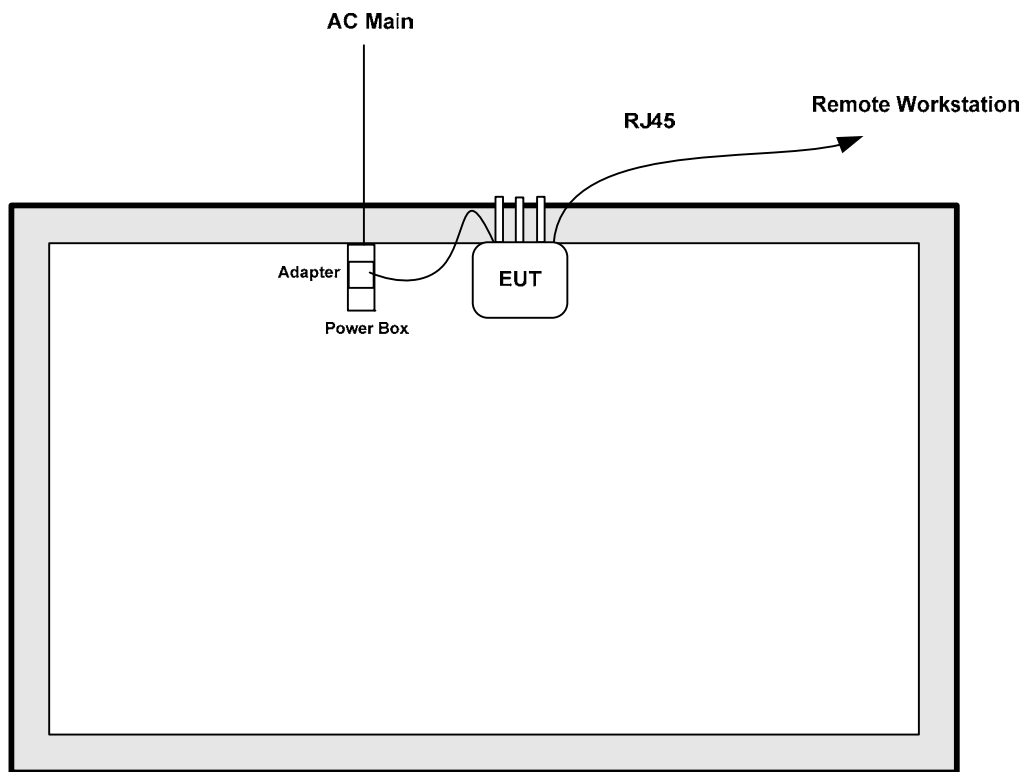 AC Main
Remote Workstation
RJ45
Adapter
EUT
Power Box